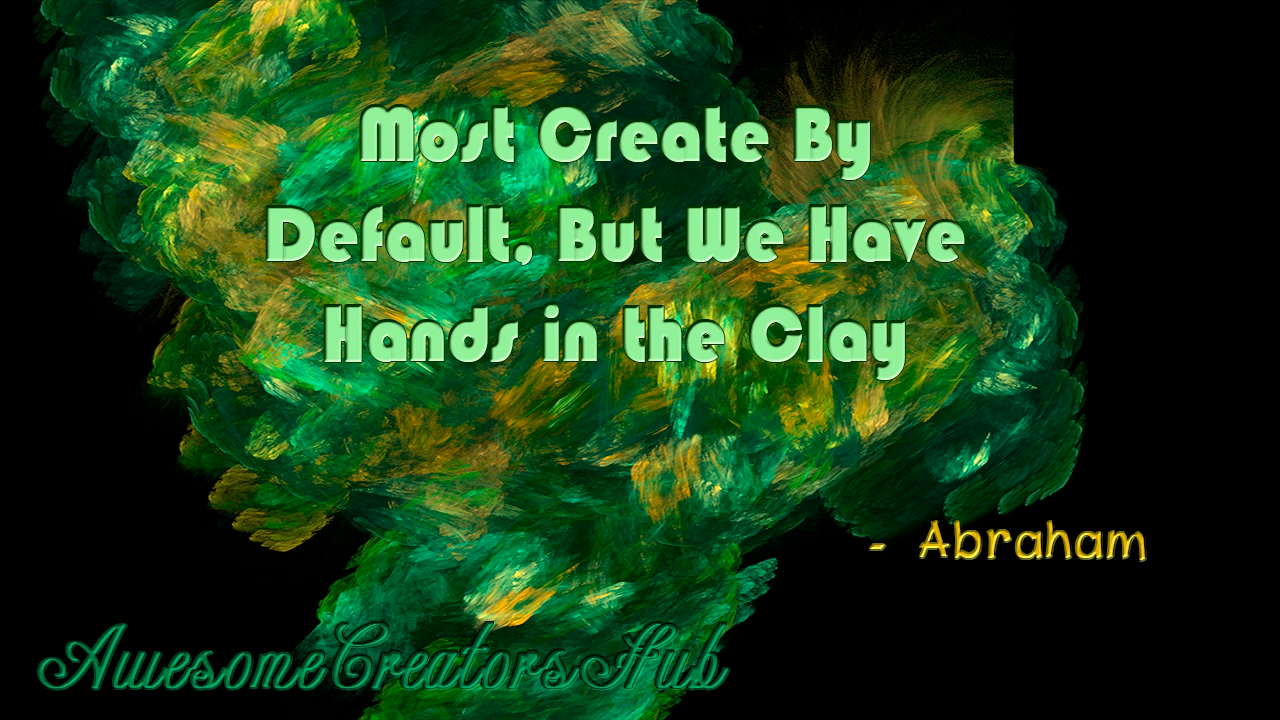 Most Create By
Default, But We Have
Hands in the Clay
- Abraham
AwesomeCreatorsHub